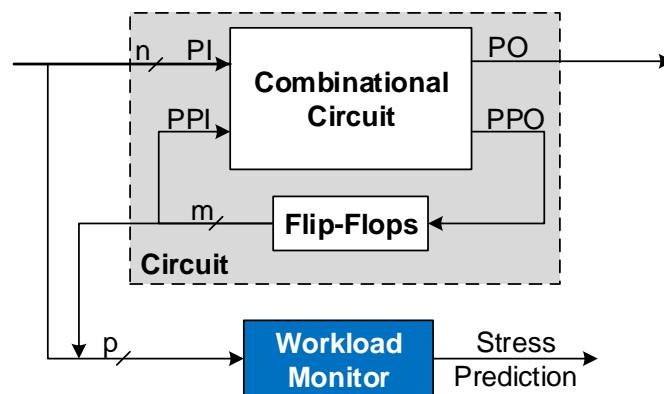 n PI
PO
Combinational
Circuit
PPI
PPO
m
Flip-Flops
Circuit
p
Workload
Monitor
Stress
Prediction